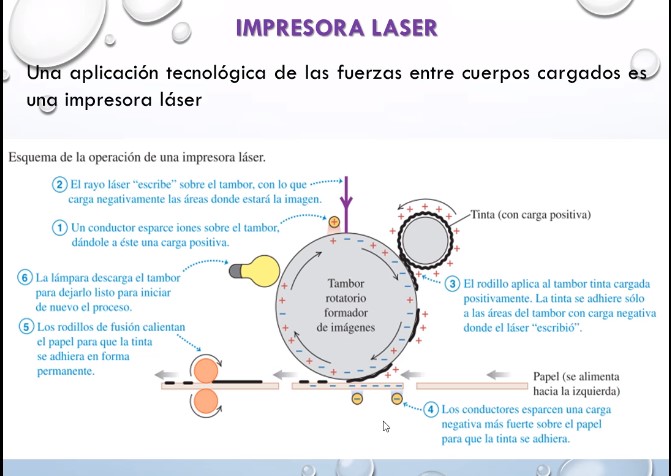 IMPRESORA LASER
Una aplicación tecnológica de las fuerzas entre cuerpos cargados es
una impresora láser
Esquema de la operación de una impresora láser.
2 El rayo láser “escribe” sobre el tambor, con lo que
carga negativamente las áreas donde estará la imagen.
1 Un conductor esparce iones sobre el tambor,
dándole a éste una carga positiva.
Tinta (con carga positiva)
6 La lámpara descarga el tambor
para dejarlo listo para iniciar
de nuevo el proceso.
Tambor
rotatorio
formador
de imágenes
3 El rodillo aplica al tambor tinta cargada
positivamente. La tinta se adhiere sólo
a las áreas del tambor con carga negativa
donde el láser “escribió”.
5 Los rodillos de fusión calientan
el papel para que la tinta
se adhiera en forma
permanente.
Papel (se alimenta
hacia la izquierda)
4 Los conductores esparcen una carga
negativa más fuerte sobre el papel
para que la tinta se adhiera.